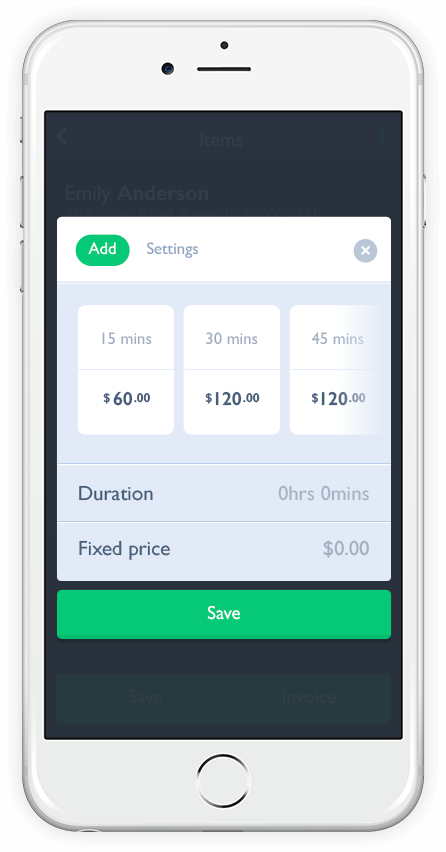 Items
Emily Anderson
Add Settings
15 mins 30 mins 45 mins
$60.00 $120.00 $120.00
Duration 0hrs 0mins
Fixed price $0.00
Save
Save Invoice